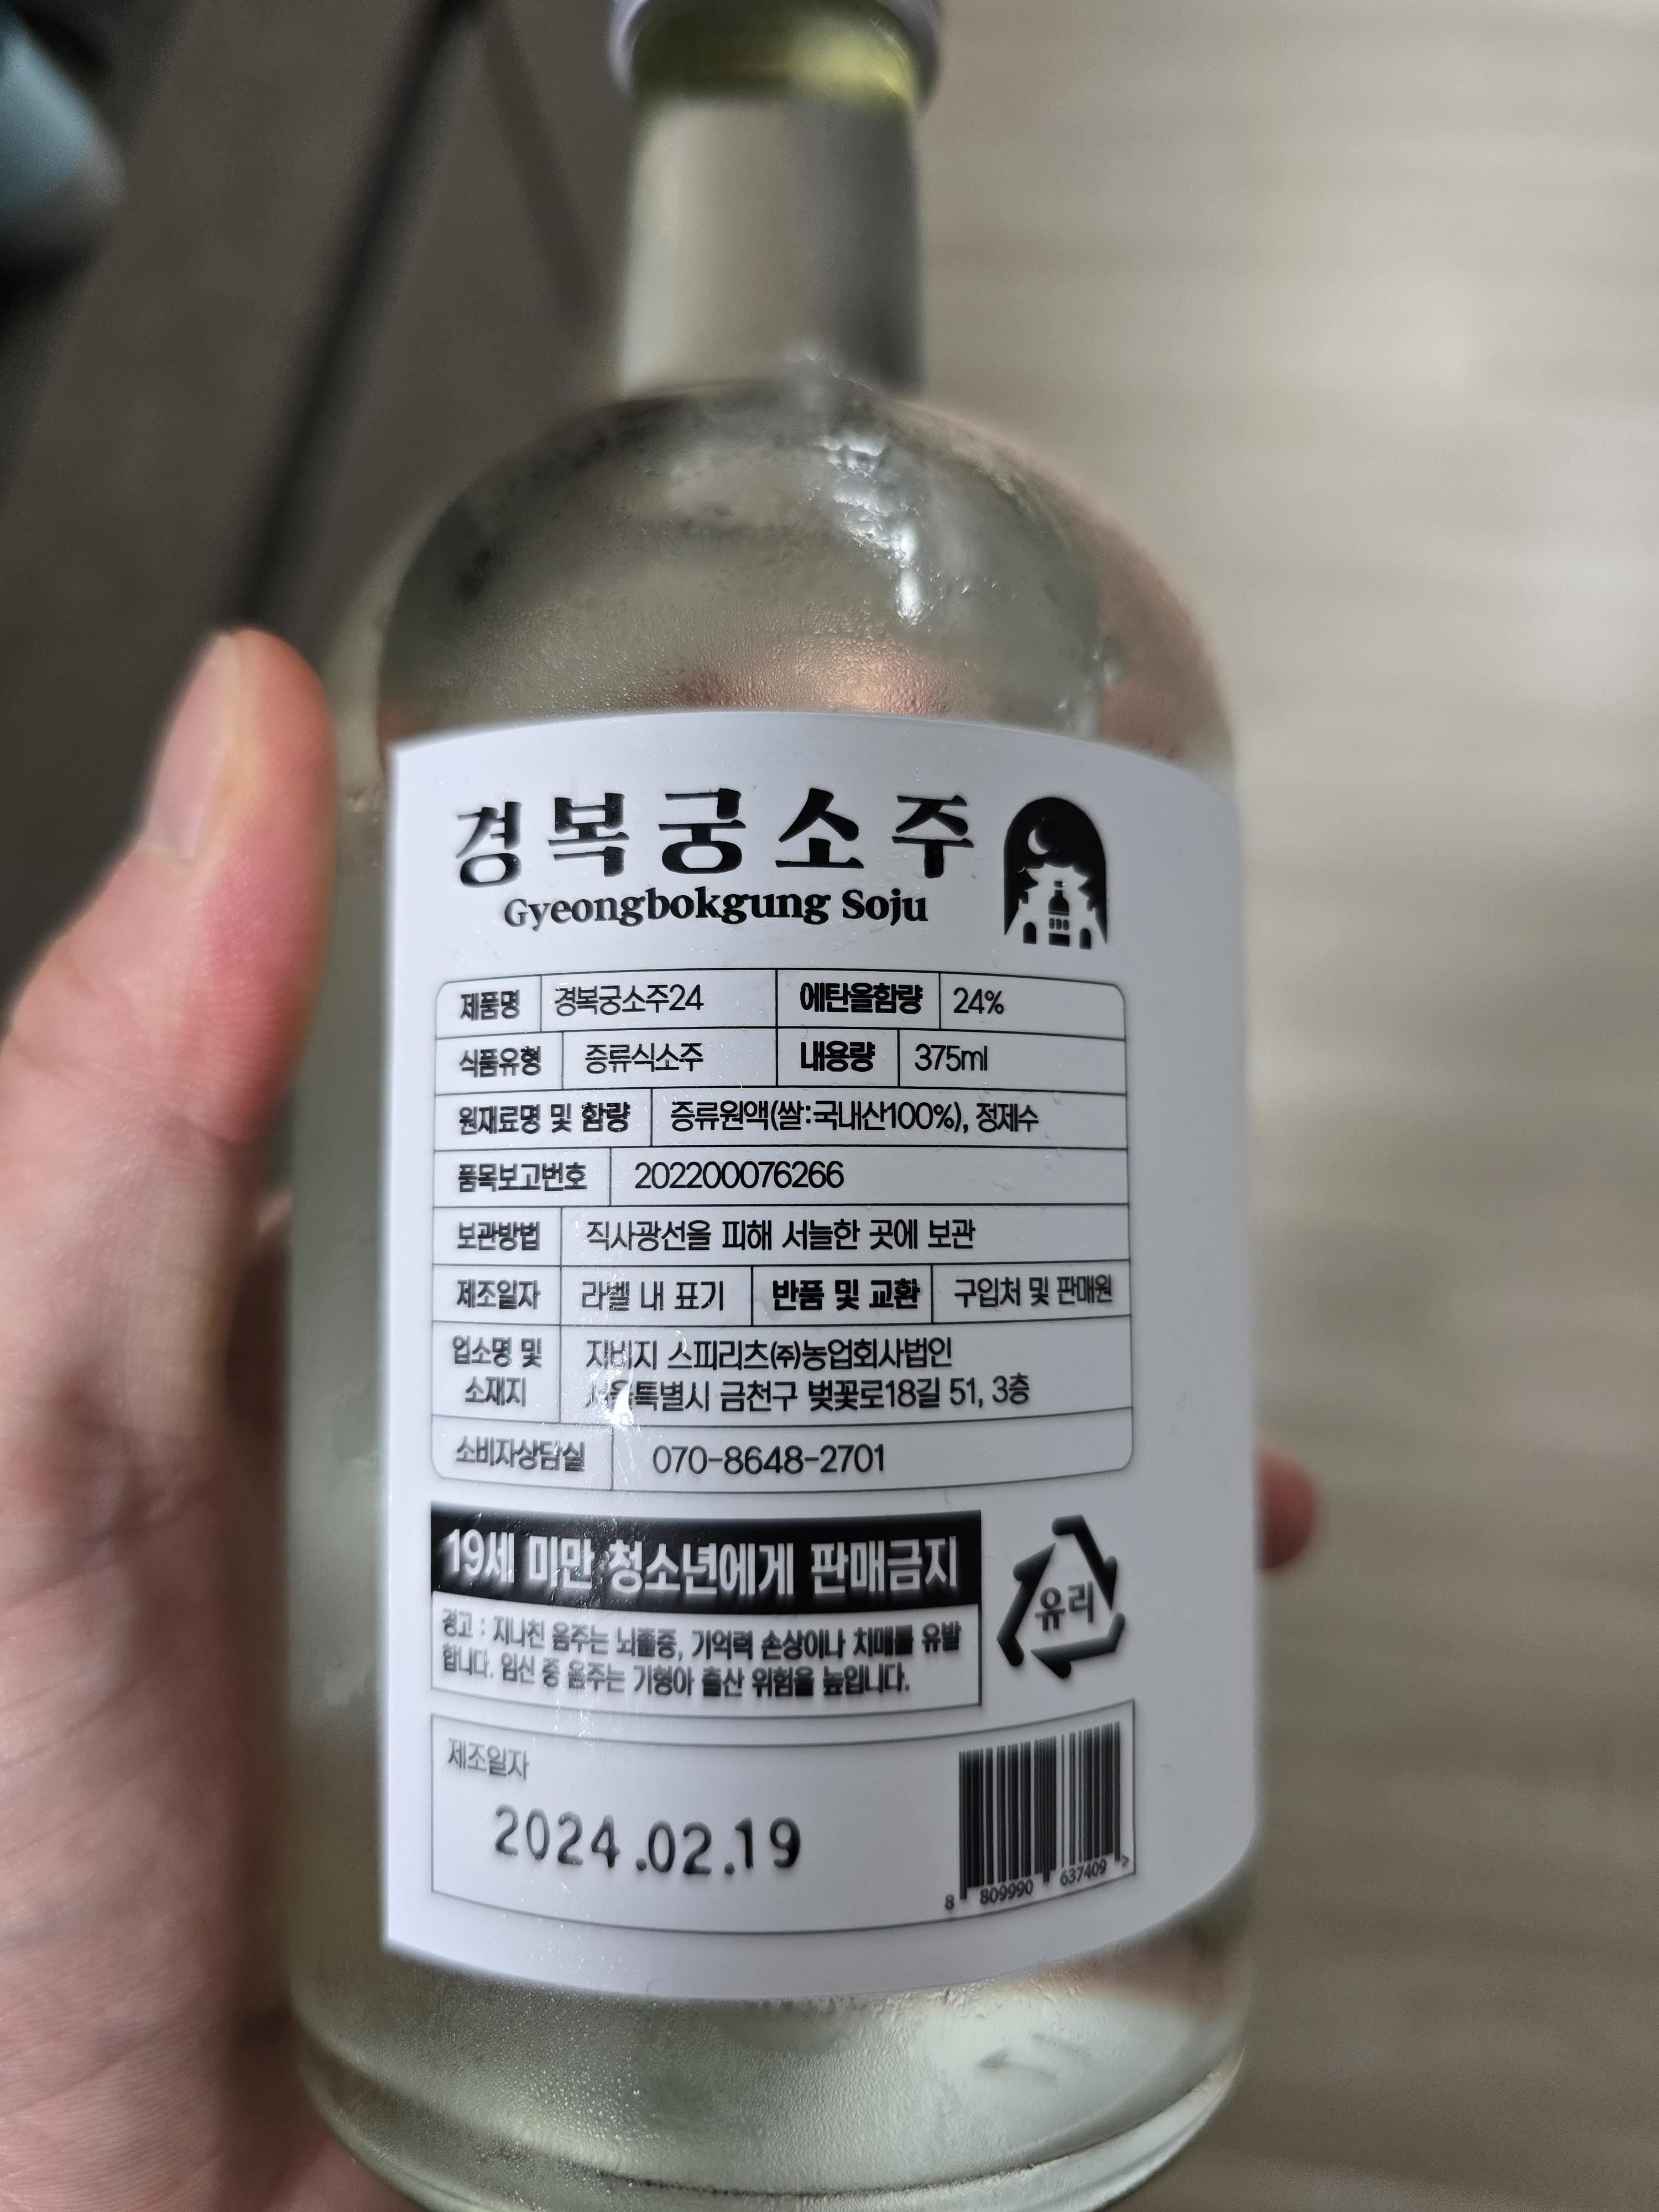 경복궁소주
Gyeongbokgung Soju
제품명 경복궁소주24 에탄올함량 24%
식품유형 증류식소주 내용량 375ml
원재료명 및 함량 증류원액(쌀:국내산100%), 정제수
품목보고번호 202200076266
보관방법 직사광선을 피해 서늘한 곳에 보관
제조일자 라벨 내 표기 반품 및 교환 구입처 및 판매원
업소명 및 소재지 지비지 스피리츠(주)농업회사법인
서울특별시 금천구 벚꽃로18길 51, 3층
소비자상담실 070-8648-2701
19세 미만 청소년에게 판매금지
경고 : 지나친 음주는 뇌졸중, 기억력 손상이나 치매를 유발
합니다. 임신 중 음주는 기형아 출산 위험을 높입니다.
유리
제조일자
2024.02.19
8 809990 637409 >